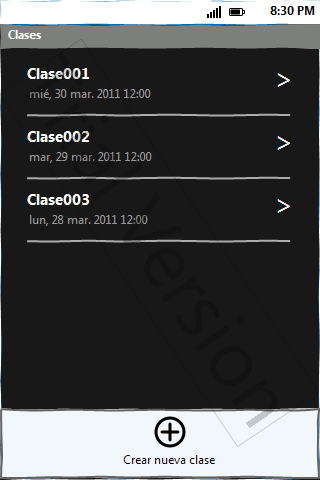 8:30 PM
Clases
Clase001
mié, 30 mar. 2011 12:00
Clase002
mar, 29 mar. 2011 12:00
Clase003
lun, 28 mar. 2011 12:00
Trial Version
Crear nueva clase